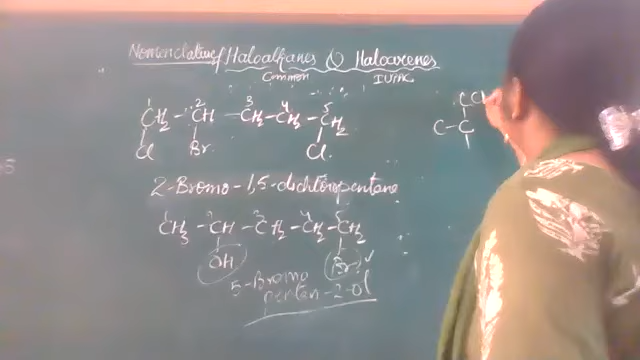 Nomenclature of Haloalkanes & Haloarenes
Common IUPAC
1 2 3 4 5
CH2 - CH - CH2 - CH2 - CH2
Cl Br Cl
2-Bromo-1,5-dichloropentane
1 2 3 4 5
CH3 - CH - CH2 - CH2 - CH2
OH Br ✓
5-Bromo
pentan-2-ol
C - C